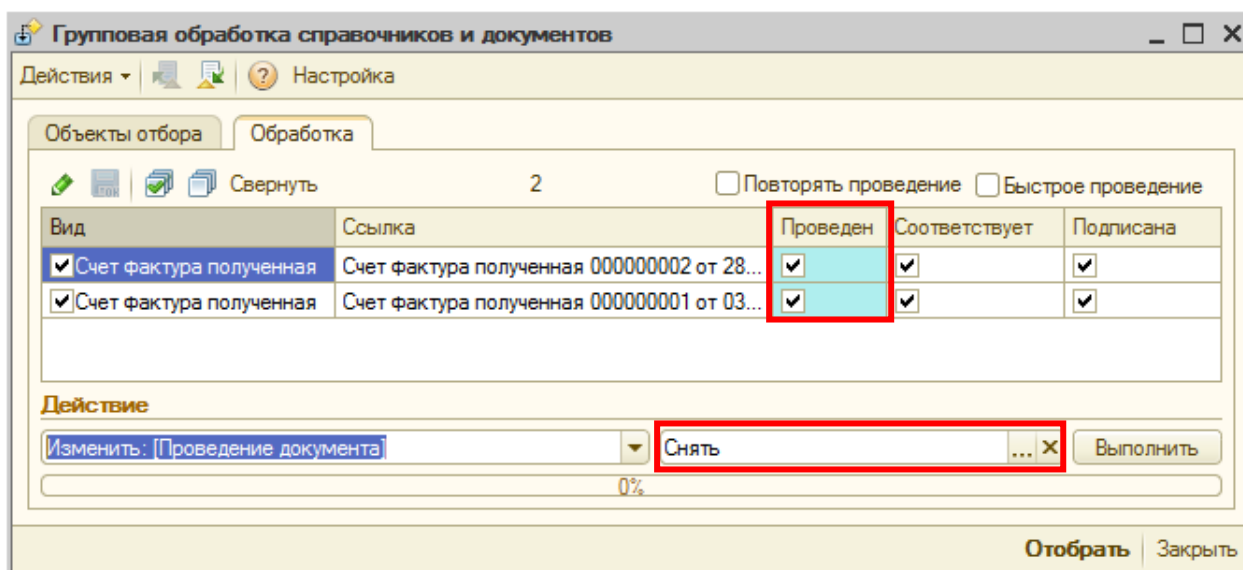 Групповая обработка справочников и документов
Действия Настройка
Объекты отбора Обработка
Свернуть 2 Повторять проведение Быстрое проведение
Вид Ссылка Проведен Соответствует Подписана
Счет фактура полученная Счет фактура полученная 000000002 от 28...
Счет фактура полученная Счет фактура полученная 000000001 от 03...
Действие
Изменить: [Проведение документа] Снять ... Выполнить
0%
Отобрать Закрыть